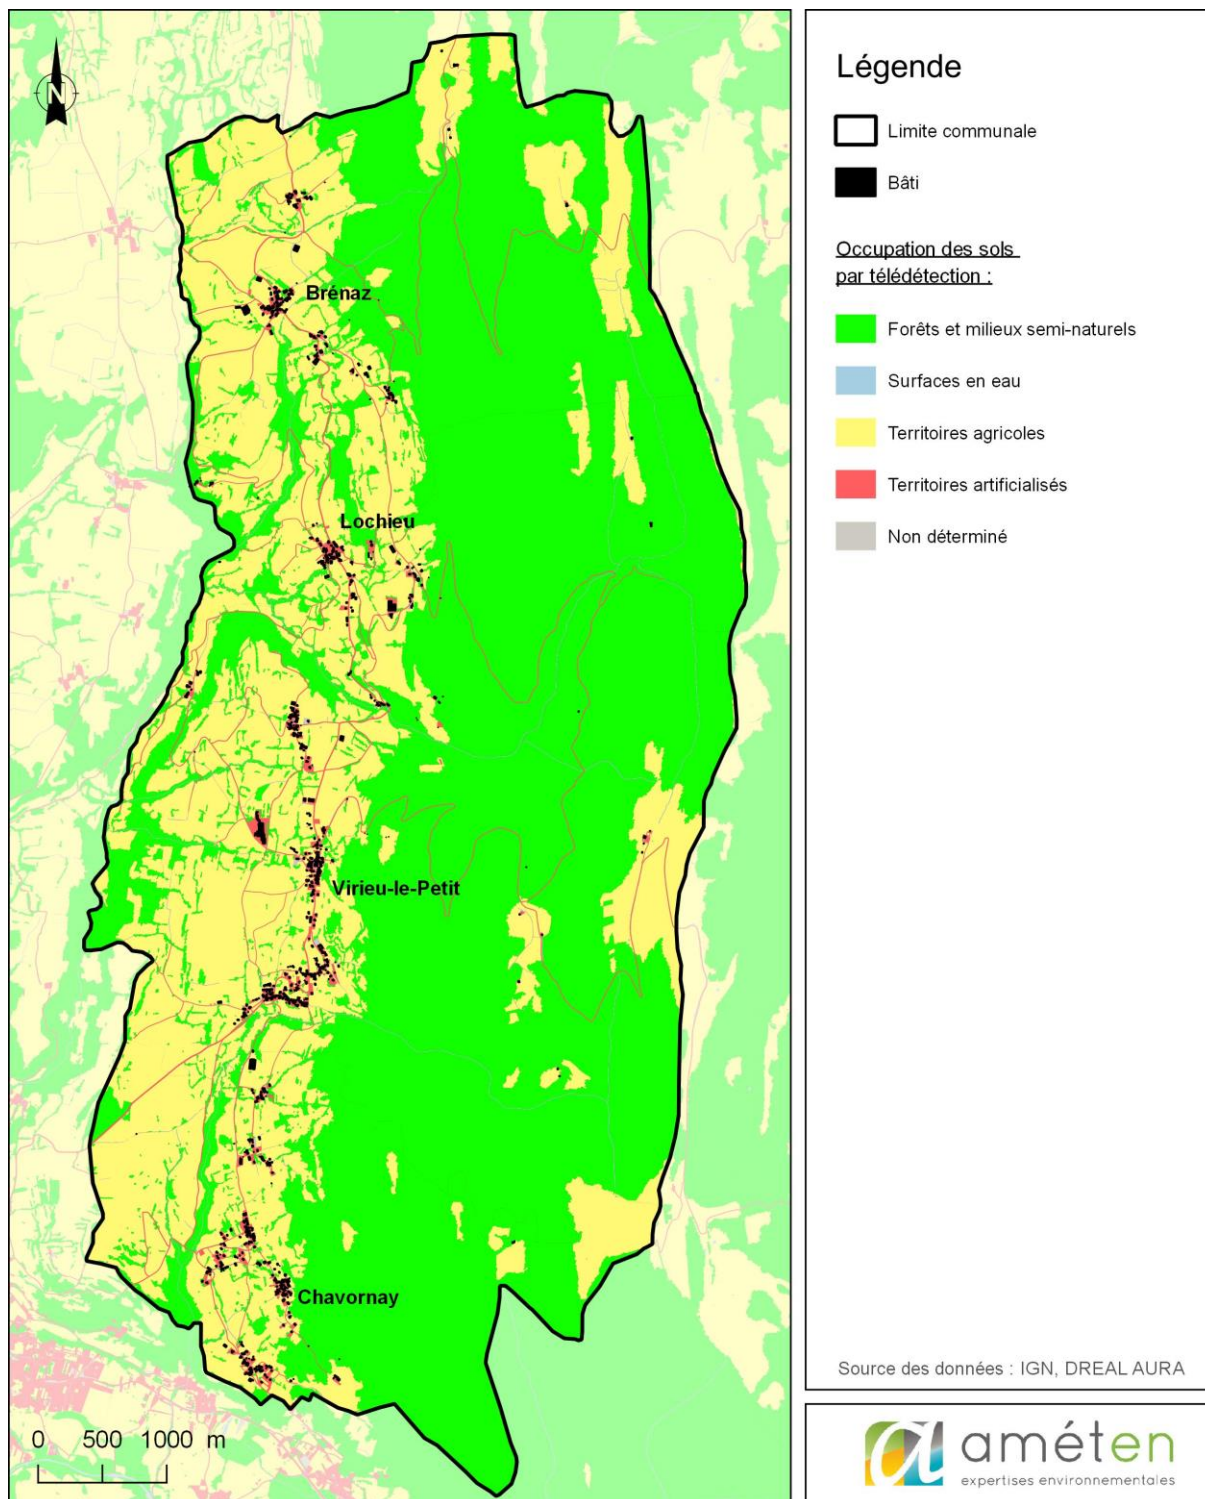 N
Brénaz
Lochieu
Virieu-le-Petit
Chavornay
0 500 1000 m
Légende
Limite communale
Bâti
Occupation des sols
par télédétection :
Forêts et milieux semi-naturels
Surfaces en eau
Territoires agricoles
Territoires artificialisés
Non déterminé
Source des données : IGN, DREAL AURA
a améten
expertises environnementales